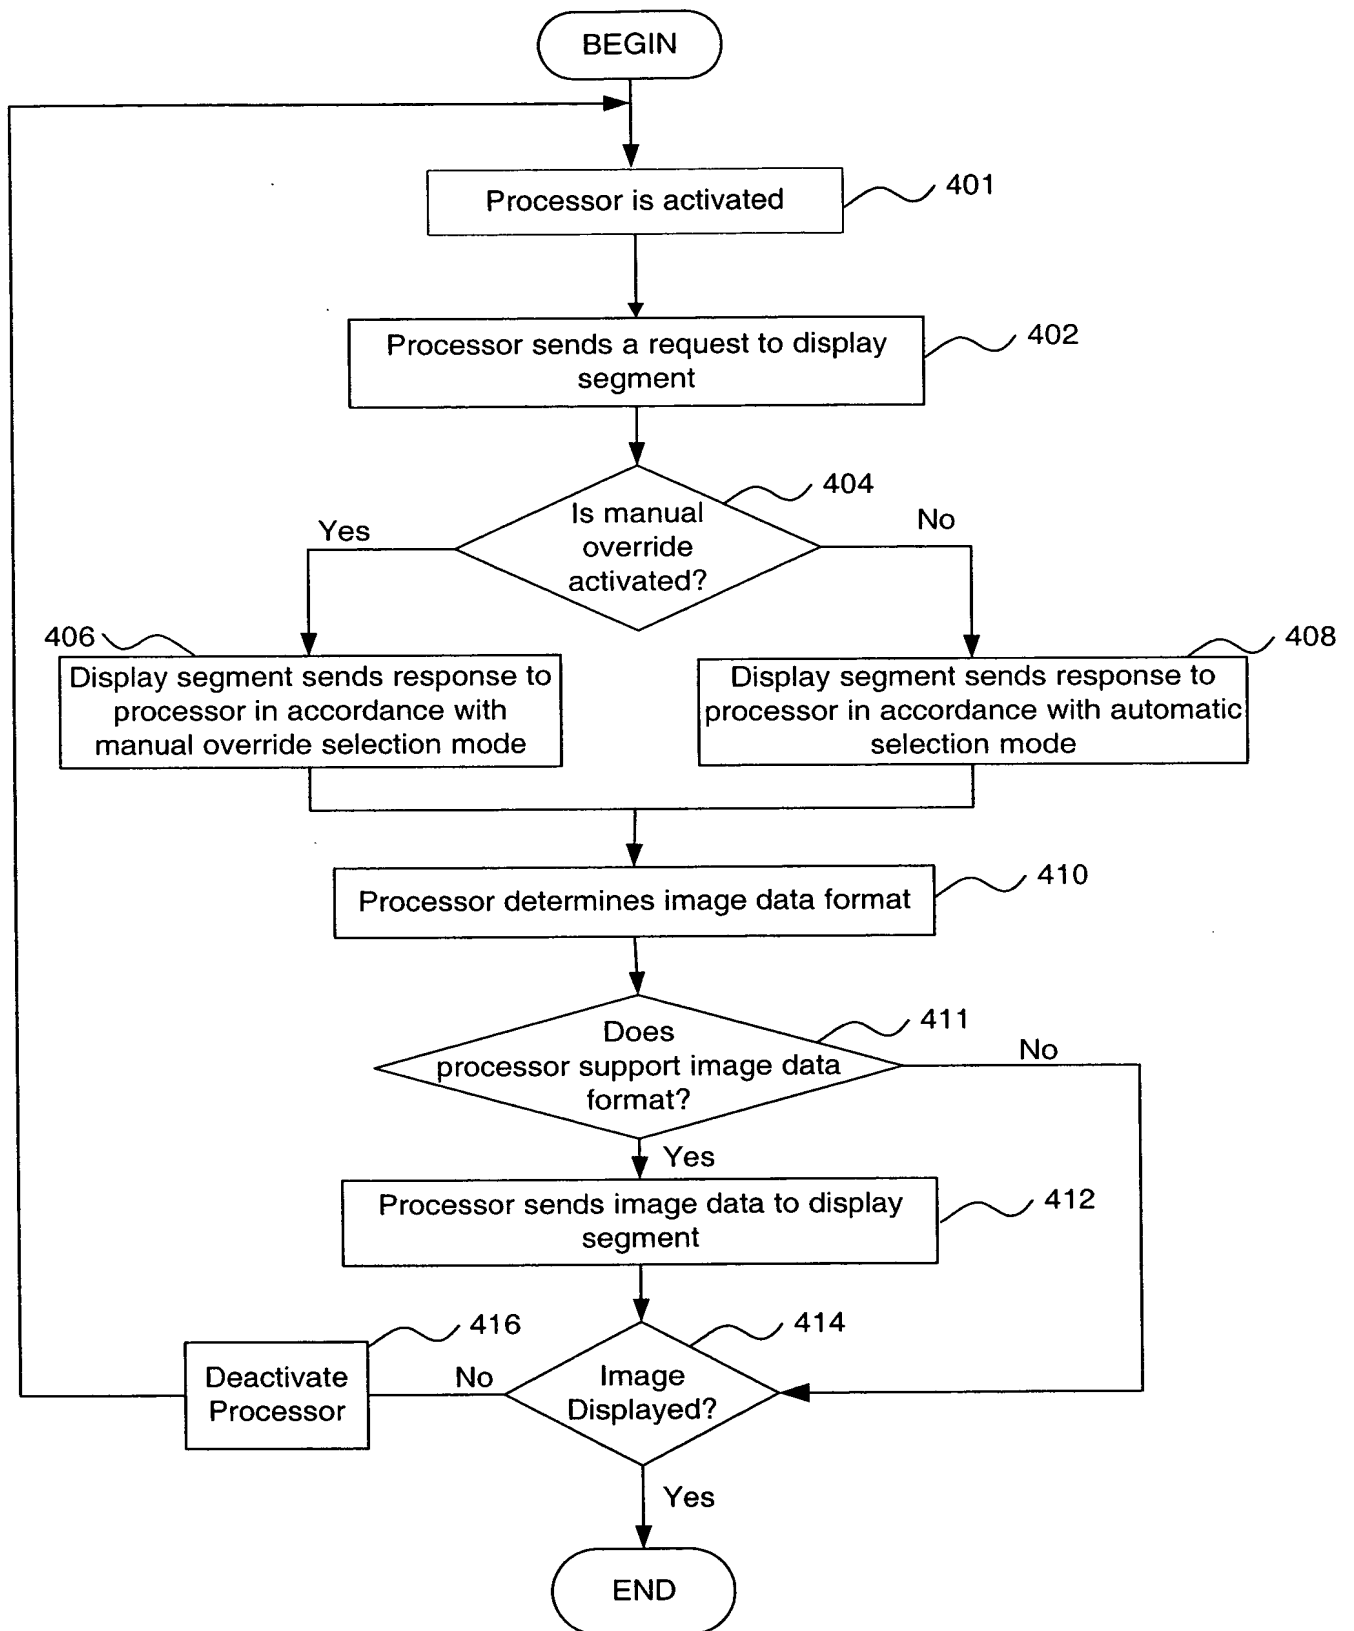 BEGIN
Processor is activated
401
Processor sends a request to display
segment
402
404
Is manual
override
activated?
Yes
No
406
Display segment sends response to
processor in accordance with
manual override selection mode
408
Display segment sends response to
processor in accordance with automatic
selection mode
Processor determines image data format
410
411
Does
processor support image data
format?
No
Yes
Processor sends image data to display
segment
412
414
Image
Displayed?
416
Deactivate
Processor
No
Yes
END